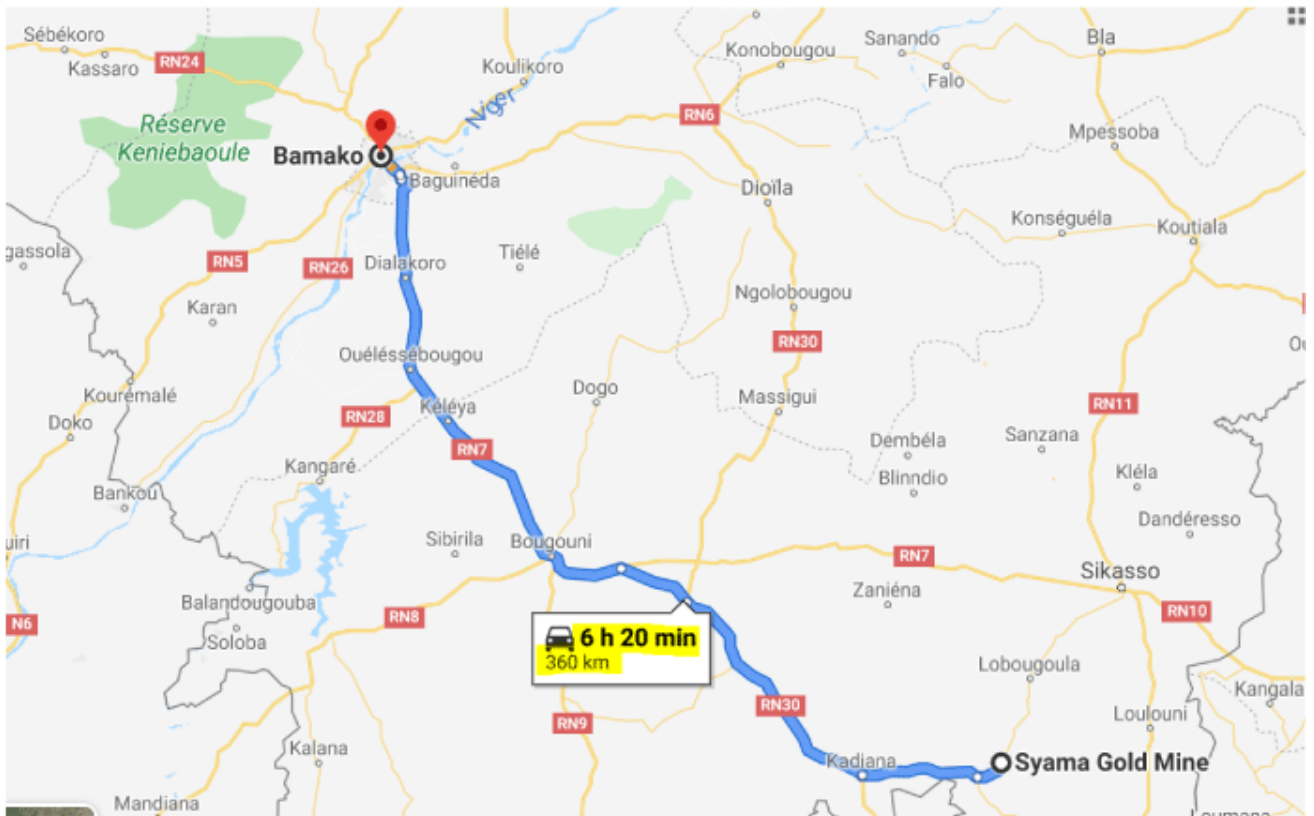 Sébékoro
Kassaro
RN24
Koulikoro
Niger
Konobougou
Sanando
Falo
Bla
Réserve
Keniebaoule
Bamako
Baguinéda
RN6
Mpessoba
Dioïla
Konséguéla
Koutiala
gassola
RN5
RN26
Dialakoro
Tiélé
Karan
Ngolobougou
RN30
Ouéléssébougou
Kourémalé
Doko
RN28
Kéléya
Dogo
Massigui
RN11
RN7
Dembéla
Sanzana
Blinndio
Kléla
Kangaré
Bankou
Dandéresso
uiri
Sibirila
Bougouni
RN7
Sikasso
Zaniéna
Balandougouba
RN8
RN10
N6
Soloba
6 h 20 min
360 km
Lobougoula
Kangala
RN30
RN9
Loulouni
Kalana
Kadiana
Syama Gold Mine
Mandiana